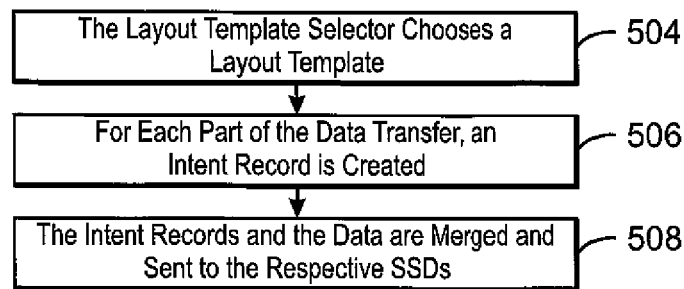 The Layout Template Selector Chooses a
Layout Template
504
For Each Part of the Data Transfer, an
Intent Record is Created
506
The Intent Records and the Data are Merged and
Sent to the Respective SSDs
508